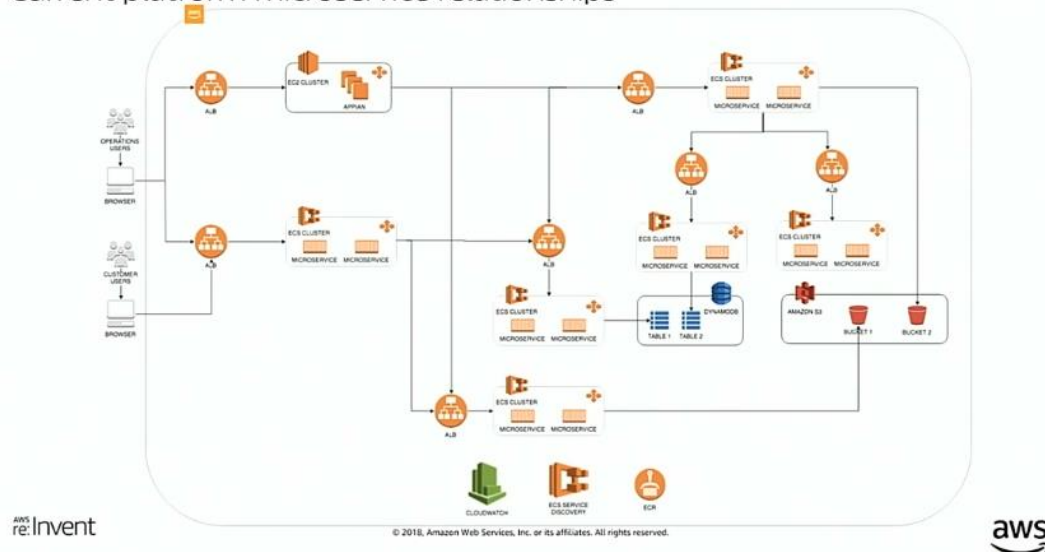 Current platform: microservices relationships
ECS CLUSTER
MICROSERVICE MICROSERVICE
EC2 CLUSTER
APPIAN
ALB
ALB
OPERATIONS
USERS
BROWSER
ALB
ALB
ECS CLUSTER
MICROSERVICE MICROSERVICE
ECS CLUSTER
MICROSERVICE MICROSERVICE
ECS CLUSTER
MICROSERVICE MICROSERVICE
ALB
ALB
CUSTOMER
USERS
BROWSER
ECS CLUSTER
MICROSERVICE MICROSERVICE
TABLE 1 TABLE 2
DYNAMODB
AMAZON S3
BUCKET 1 BUCKET 2
ECS CLUSTER
MICROSERVICE MICROSERVICE
ALB
CLOUDWATCH
ECS SERVICE
DISCOVERY
ECR
AWS
re:Invent
© 2018, Amazon Web Services, Inc. or its affiliates. All rights reserved.
aws